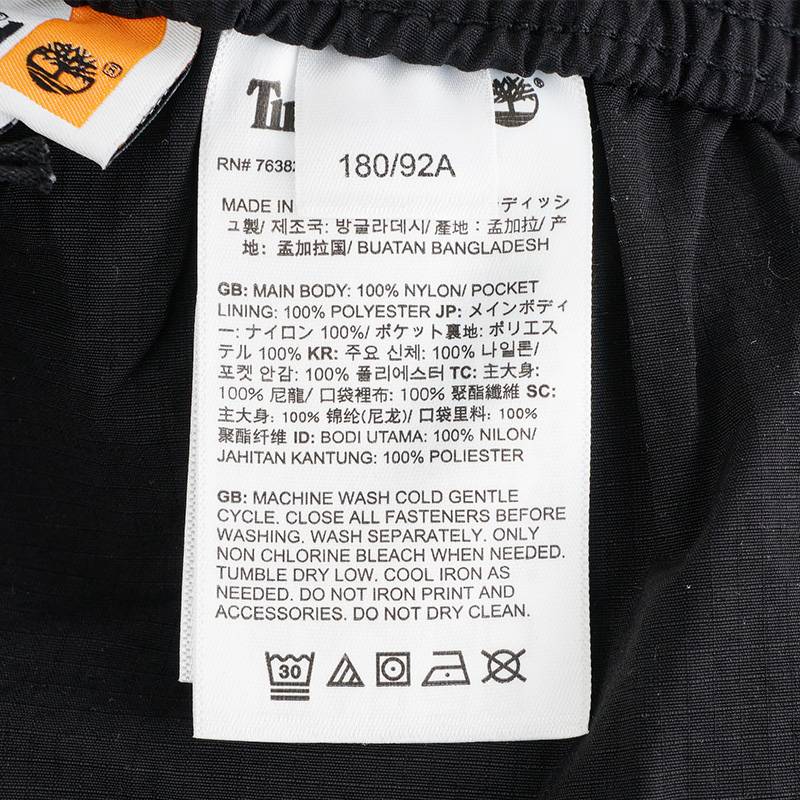 180/92A
RN# 7638
MADE IN ディッシ
ュ製/ 제조국: 방글라데시/ 產地：孟加拉/ 产
地：孟加拉国/ BUATAN BANGLADESH
GB: MAIN BODY: 100% NYLON/ POCKET
LINING: 100% POLYESTER JP: メインボディ
ー: ナイロン 100%/ ポケット裏地: ポリエス
テル 100% KR: 주요 신체: 100% 나일론/
포켓 안감: 100% 폴리에스터 TC: 主大身:
100% 尼龍/ 口袋裡布: 100% 聚酯纖維 SC:
主大身: 100% 锦纶(尼龙)/ 口袋里料: 100%
聚酯纤维 ID: BODI UTAMA: 100% NILON/
JAHITAN KANTUNG: 100% POLIESTER
GB: MACHINE WASH COLD GENTLE
CYCLE. CLOSE ALL FASTENERS BEFORE
WASHING. WASH SEPARATELY. ONLY
NON CHLORINE BLEACH WHEN NEEDED.
TUMBLE DRY LOW. COOL IRON AS
NEEDED. DO NOT IRON PRINT AND
ACCESSORIES. DO NOT DRY CLEAN.
30